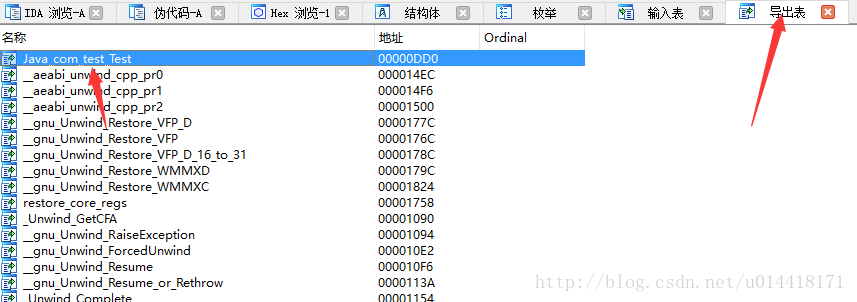 IDA 浏览-A 伪代码-A Hex 浏览-1 结构体 枚举 输入表 导出表
名称 地址 Ordinal
Java_com_test_Test 00000DD0
__aeabi_unwind_cpp_pr0 000014EC
__aeabi_unwind_cpp_pr1 000014F6
__aeabi_unwind_cpp_pr2 00001500
__gnu_Unwind_Restore_VFP_D 0000177C
__gnu_Unwind_Restore_VFP 0000176C
__gnu_Unwind_Restore_VFP_D_16_to_31 0000178C
__gnu_Unwind_Restore_WMMXD 0000179C
__gnu_Unwind_Restore_WMMXC 00001824
restore_core_regs 00001758
_Unwind_GetCFA 00001090
__gnu_Unwind_RaiseException 00001094
__gnu_Unwind_ForcedUnwind 000010E2
__gnu_Unwind_Resume 000010F6
__gnu_Unwind_Resume_or_Rethrow 0000113A
_Unwind_Complete 00001154
http://blog.csdn.net/u014418171